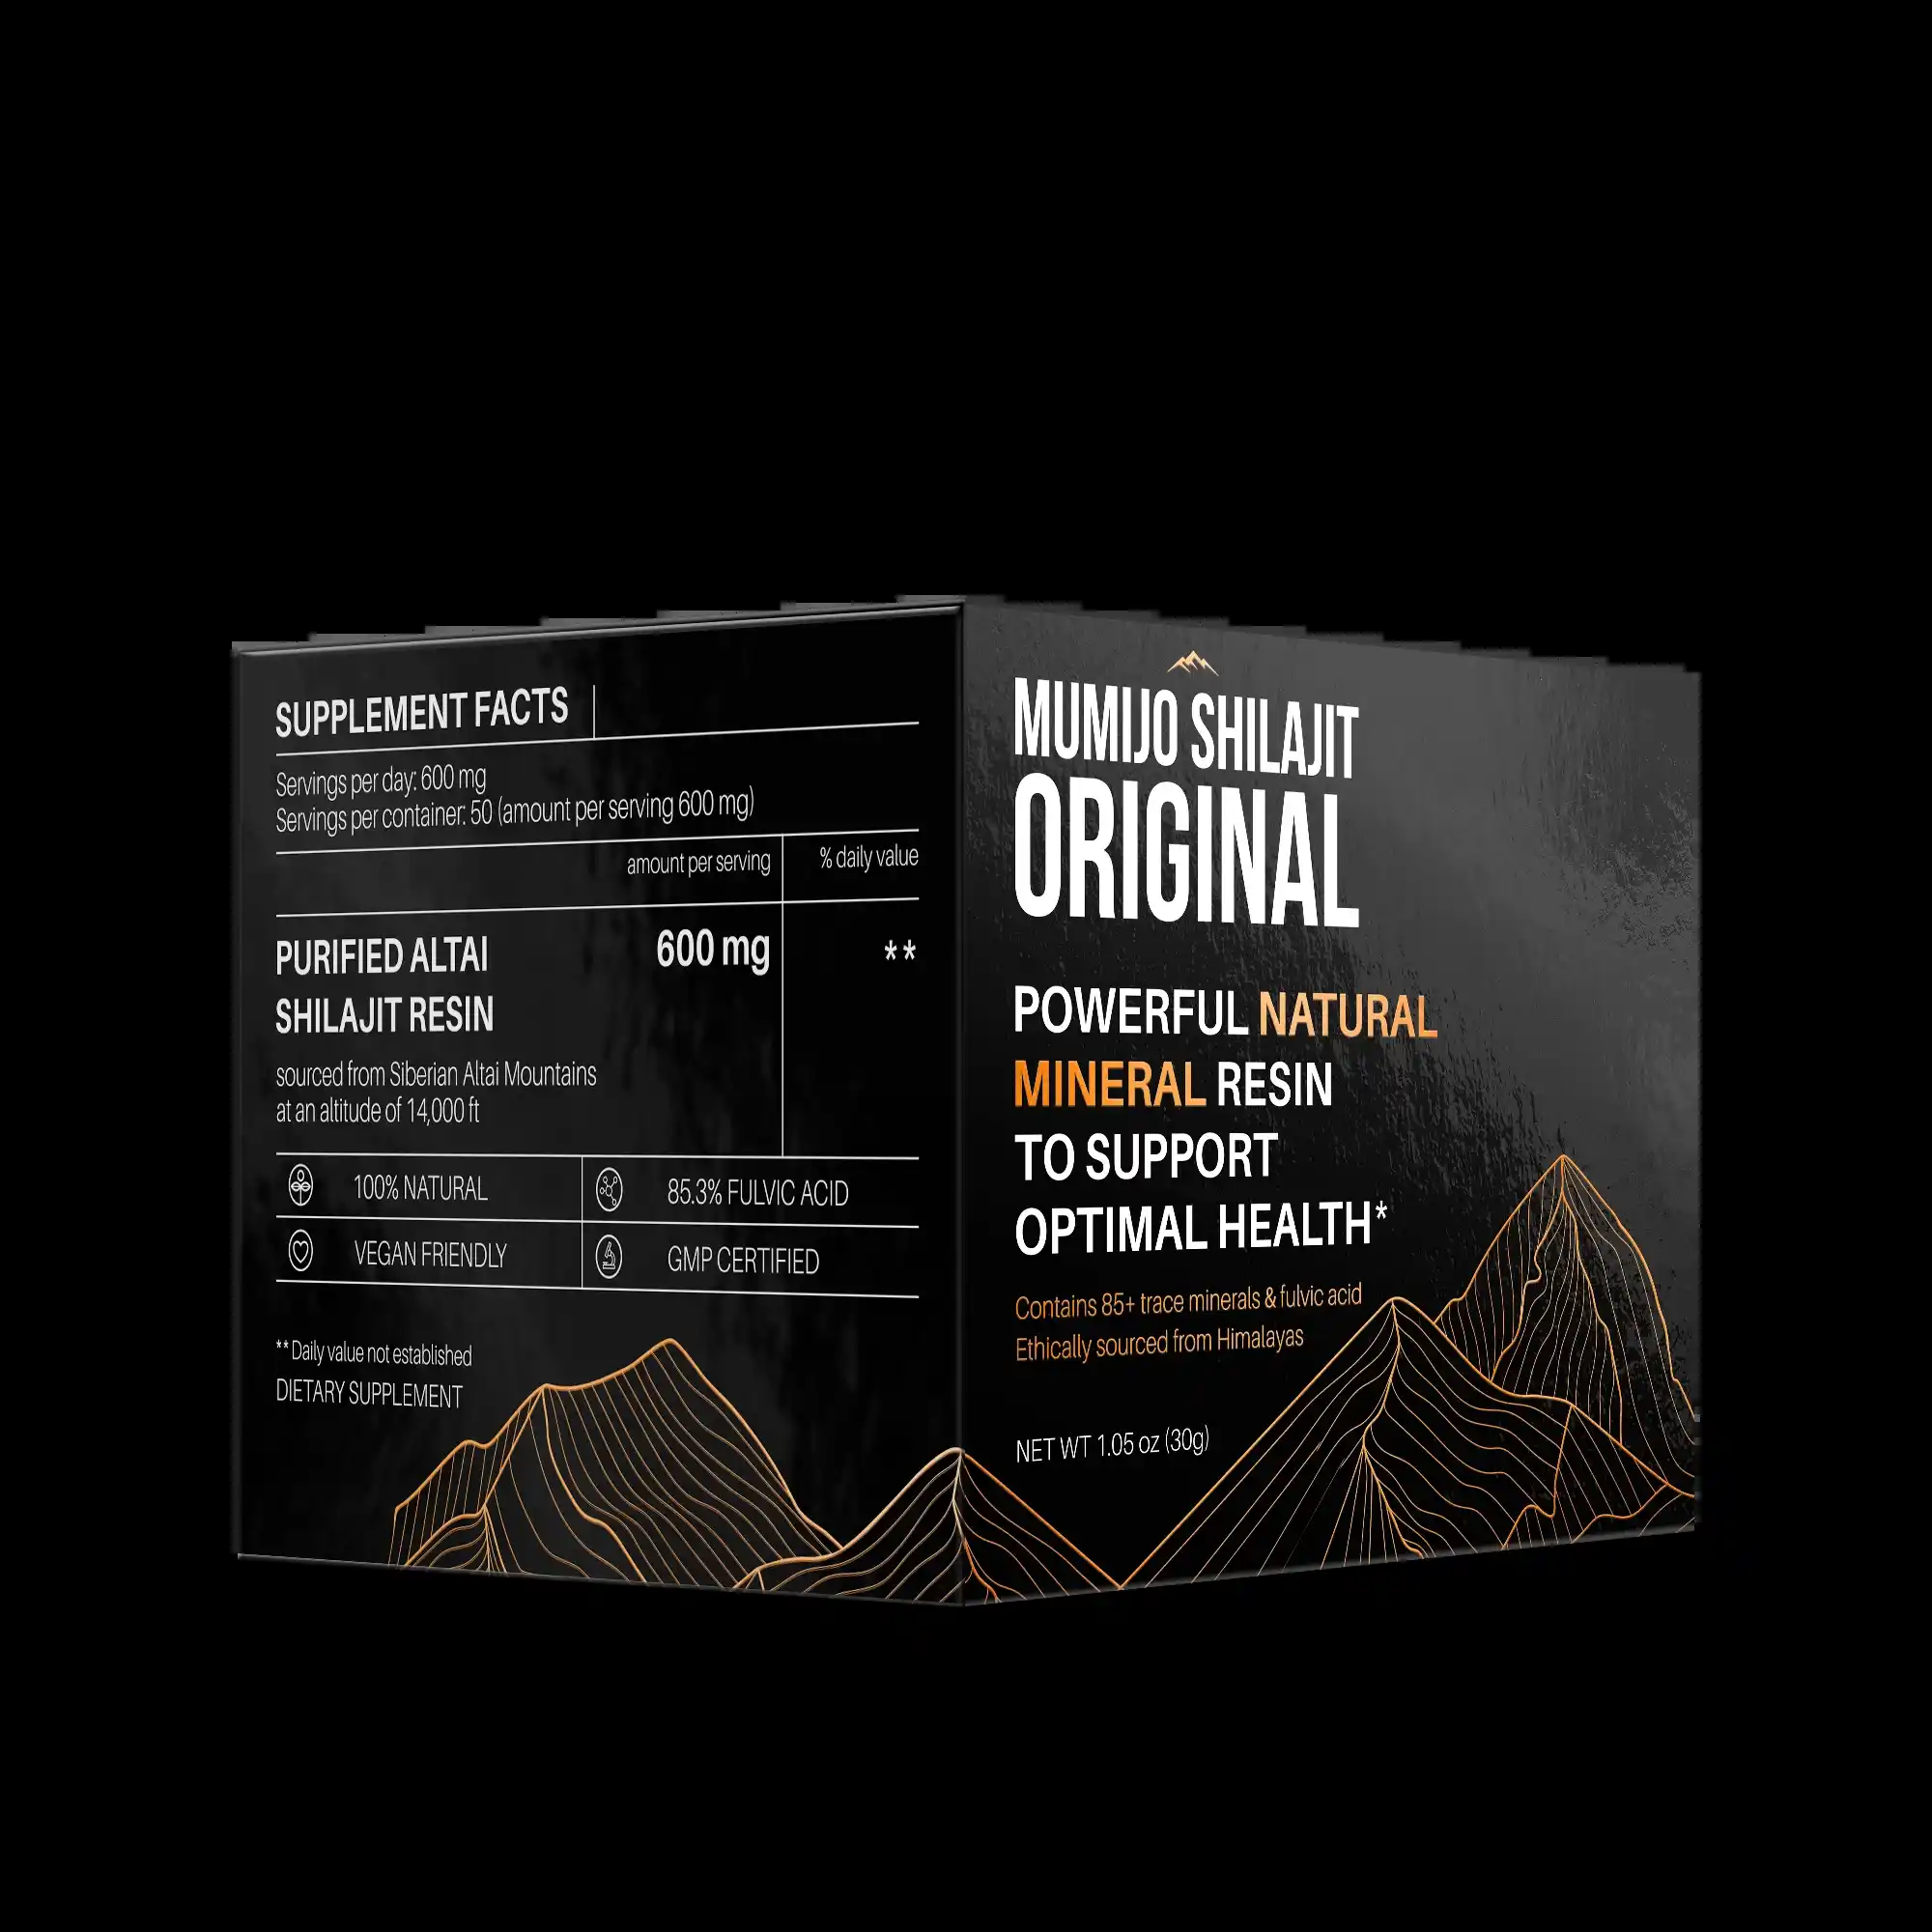 SUPPLEMENT FACTS
Servings per day: 600 mg
Servings per container: 50 (amount per serving 600 mg)
amount per serving
% daily value
PURIFIED ALTAI
600 mg
**
SHILAJIT RESIN
sourced from Siberian Altai Mountains
at an altitude of 14,000 ft
100% NATURAL
85.3% FULVIC ACID
VEGAN FRIENDLY
GMP CERTIFIED
** Daily value not established
DIETARY SUPPLEMENT
MUMIJO SHILAJIT
ORIGINAL
POWERFUL NATURAL
MINERAL RESIN
TO SUPPORT
OPTIMAL HEALTH*
Contains 85+ trace minerals & fulvic acid
Ethically sourced from Himalayas
NET WT 1.05 oz (30g)